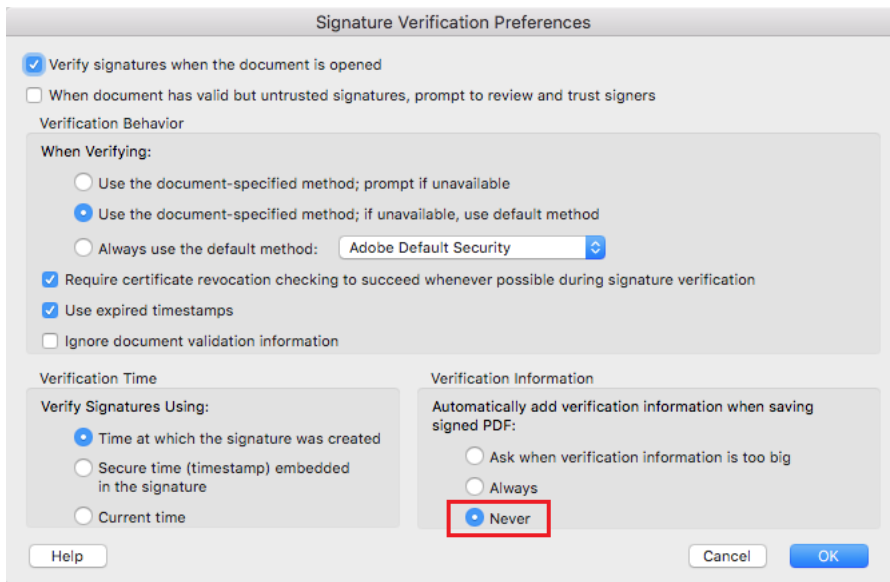 Signature Verification Preferences
Verify signatures when the document is opened
When document has valid but untrusted signatures, prompt to review and trust signers
Verification Behavior
When Verifying:
Use the document-specified method; prompt if unavailable
Use the document-specified method; if unavailable, use default method
Always use the default method: Adobe Default Security
Require certificate revocation checking to succeed whenever possible during signature verification
Use expired timestamps
Ignore document validation information
Verification Time
Verify Signatures Using:
Time at which the signature was created
Secure time (timestamp) embedded
in the signature
Current time
Verification Information
Automatically add verification information when saving
signed PDF:
Ask when verification information is too big
Always
Never
Help
Cancel
OK